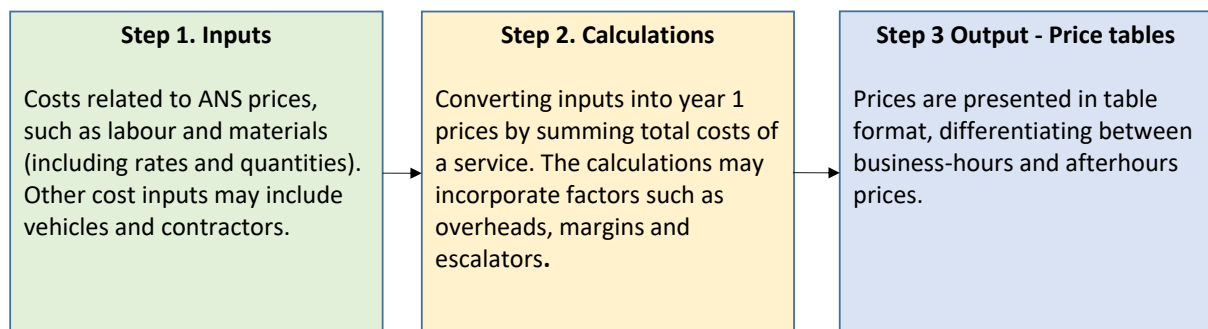 Step 1. Inputs
Costs related to ANS prices,
such as labour and materials
(including rates and quantities).
Other cost inputs may include
vehicles and contractors.
Step 2. Calculations
Converting inputs into year 1
prices by summing total costs of
a service. The calculations may
incorporate factors such as
overheads, margins and
escalators.
Step 3 Output - Price tables
Prices are presented in table
format, differentiating between
business-hours and afterhours
prices.